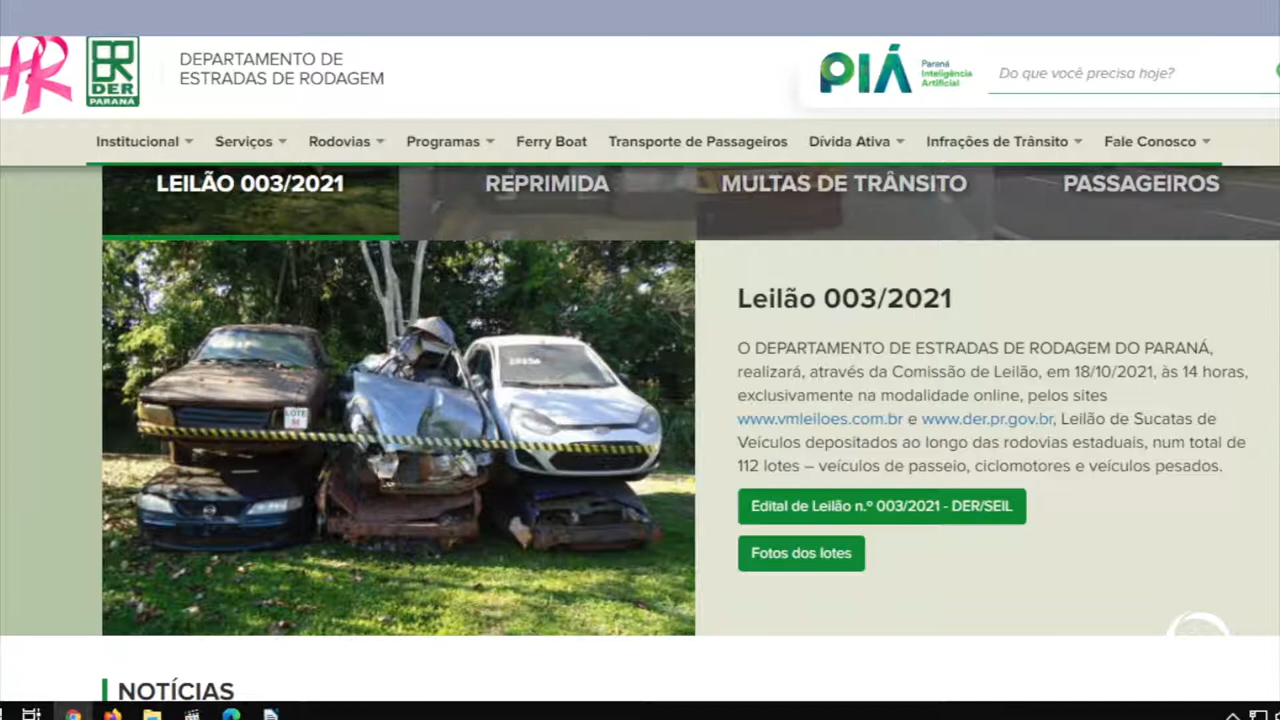 DER
PARANÁ
DEPARTAMENTO DE
ESTRADAS DE RODAGEM
PIÁ
Paraná
Inteligência
Artificial
Do que você precisa hoje?
Institucional Serviços Rodovias Programas Ferry Boat Transporte de Passageiros Dívida Ativa Infrações de Trânsito Fale Conosco
LEILÃO 003/2021 REPRIMIDA MULTAS DE TRÂNSITO PASSAGEIROS
LOTE
Leilão 003/2021
O DEPARTAMENTO DE ESTRADAS DE RODAGEM DO PARANÁ,
realizará, através da Comissão de Leilão, em 18/10/2021, às 14 horas,
exclusivamente na modalidade online, pelos sites
www.vmleiloes.com.br e www.der.pr.gov.br, Leilão de Sucatas de
Veículos depositados ao longo das rodovias estaduais, num total de
112 lotes – veículos de passeio, ciclomotores e veículos pesados.
Edital de Leilão n.º 003/2021 - DER/SEIL
Fotos dos lotes
NOTÍCIAS